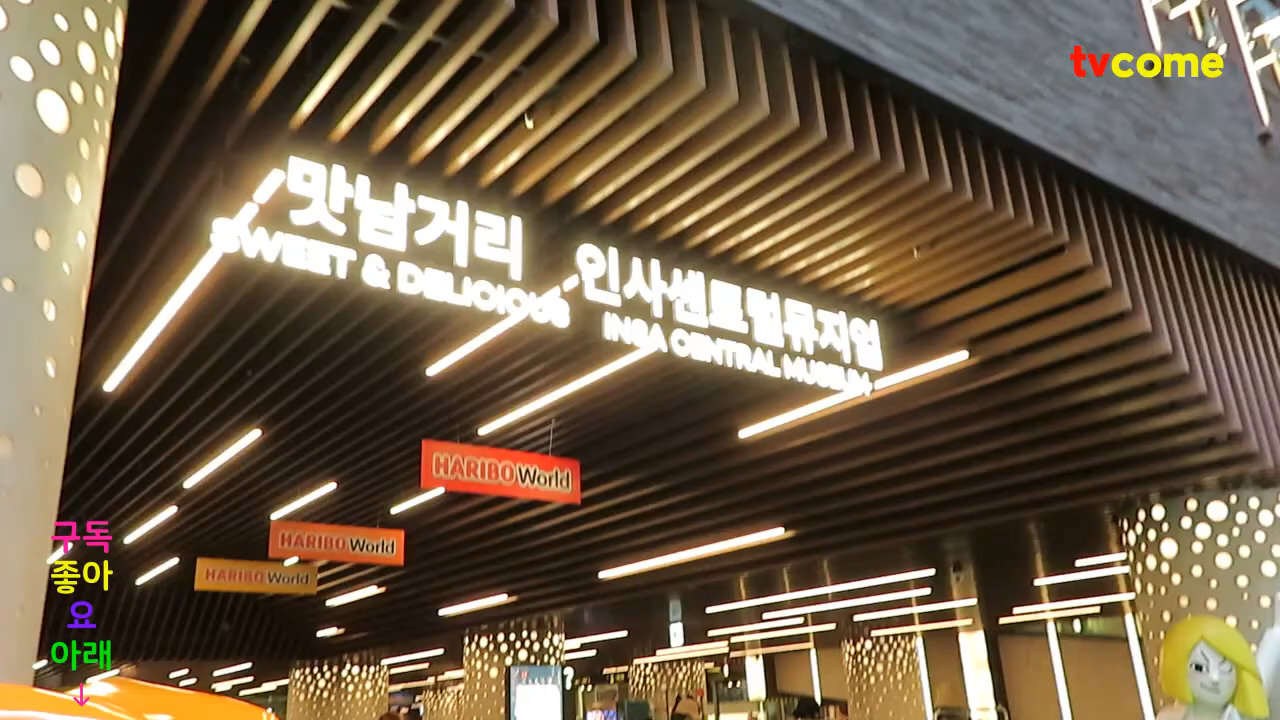 tvcome
맛남거리
SWEET & DELICIOUS
인사센트럴뮤지엄
INSA CENTRAL MUSEUM
HARIBO World
HARIBO World
HARIBO World
구독
좋아
요
아래
↓